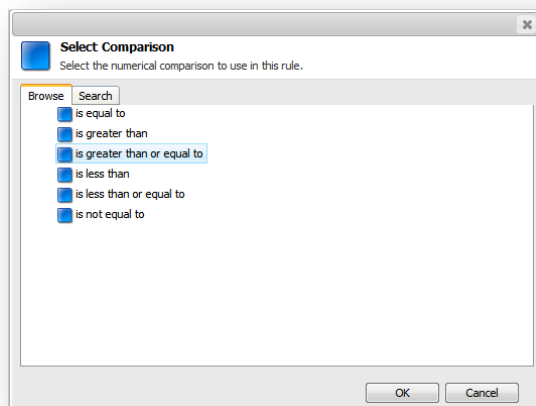 Select Comparison
Select the numerical comparison to use in this rule.
Browse Search
is equal to
is greater than
is greater than or equal to
is less than
is less than or equal to
is not equal to
OK Cancel